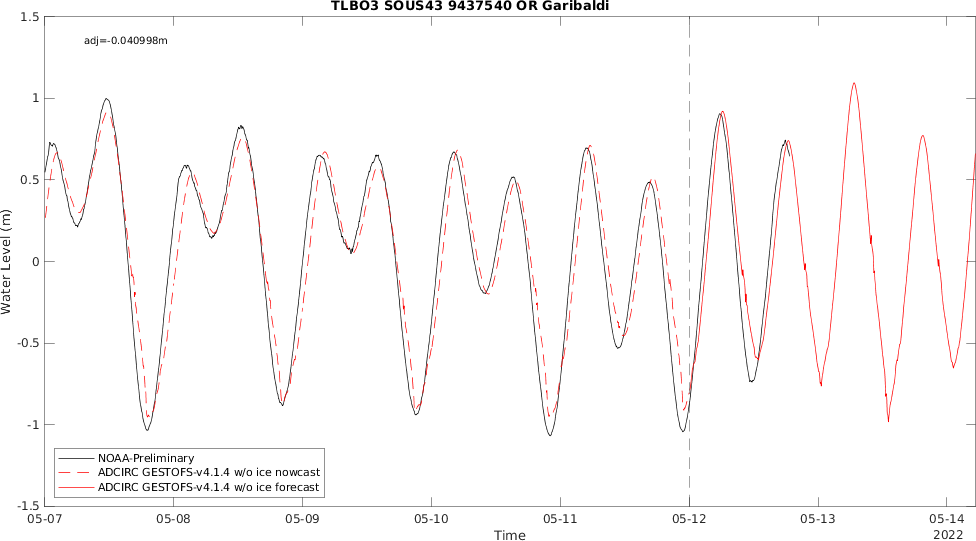 TLBO3 SOUS43 9437540 OR Garibaldi
adj=-0.040998m
1.5
1
0.5
0
-0.5
-1
-1.5
Water Level (m)
NOAA-Preliminary
ADCIRC GESTOFS-v4.1.4 w/o ice nowcast
ADCIRC GESTOFS-v4.1.4 w/o ice forecast
05-07 05-08 05-09 05-10 05-11 05-12 05-13 05-14
Time
2022